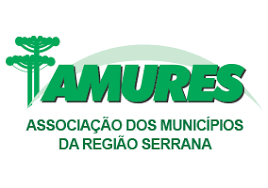 AMURES
ASSOCIAÇÃO DOS MUNICÍPIOS
DA REGIÃO SERRANA